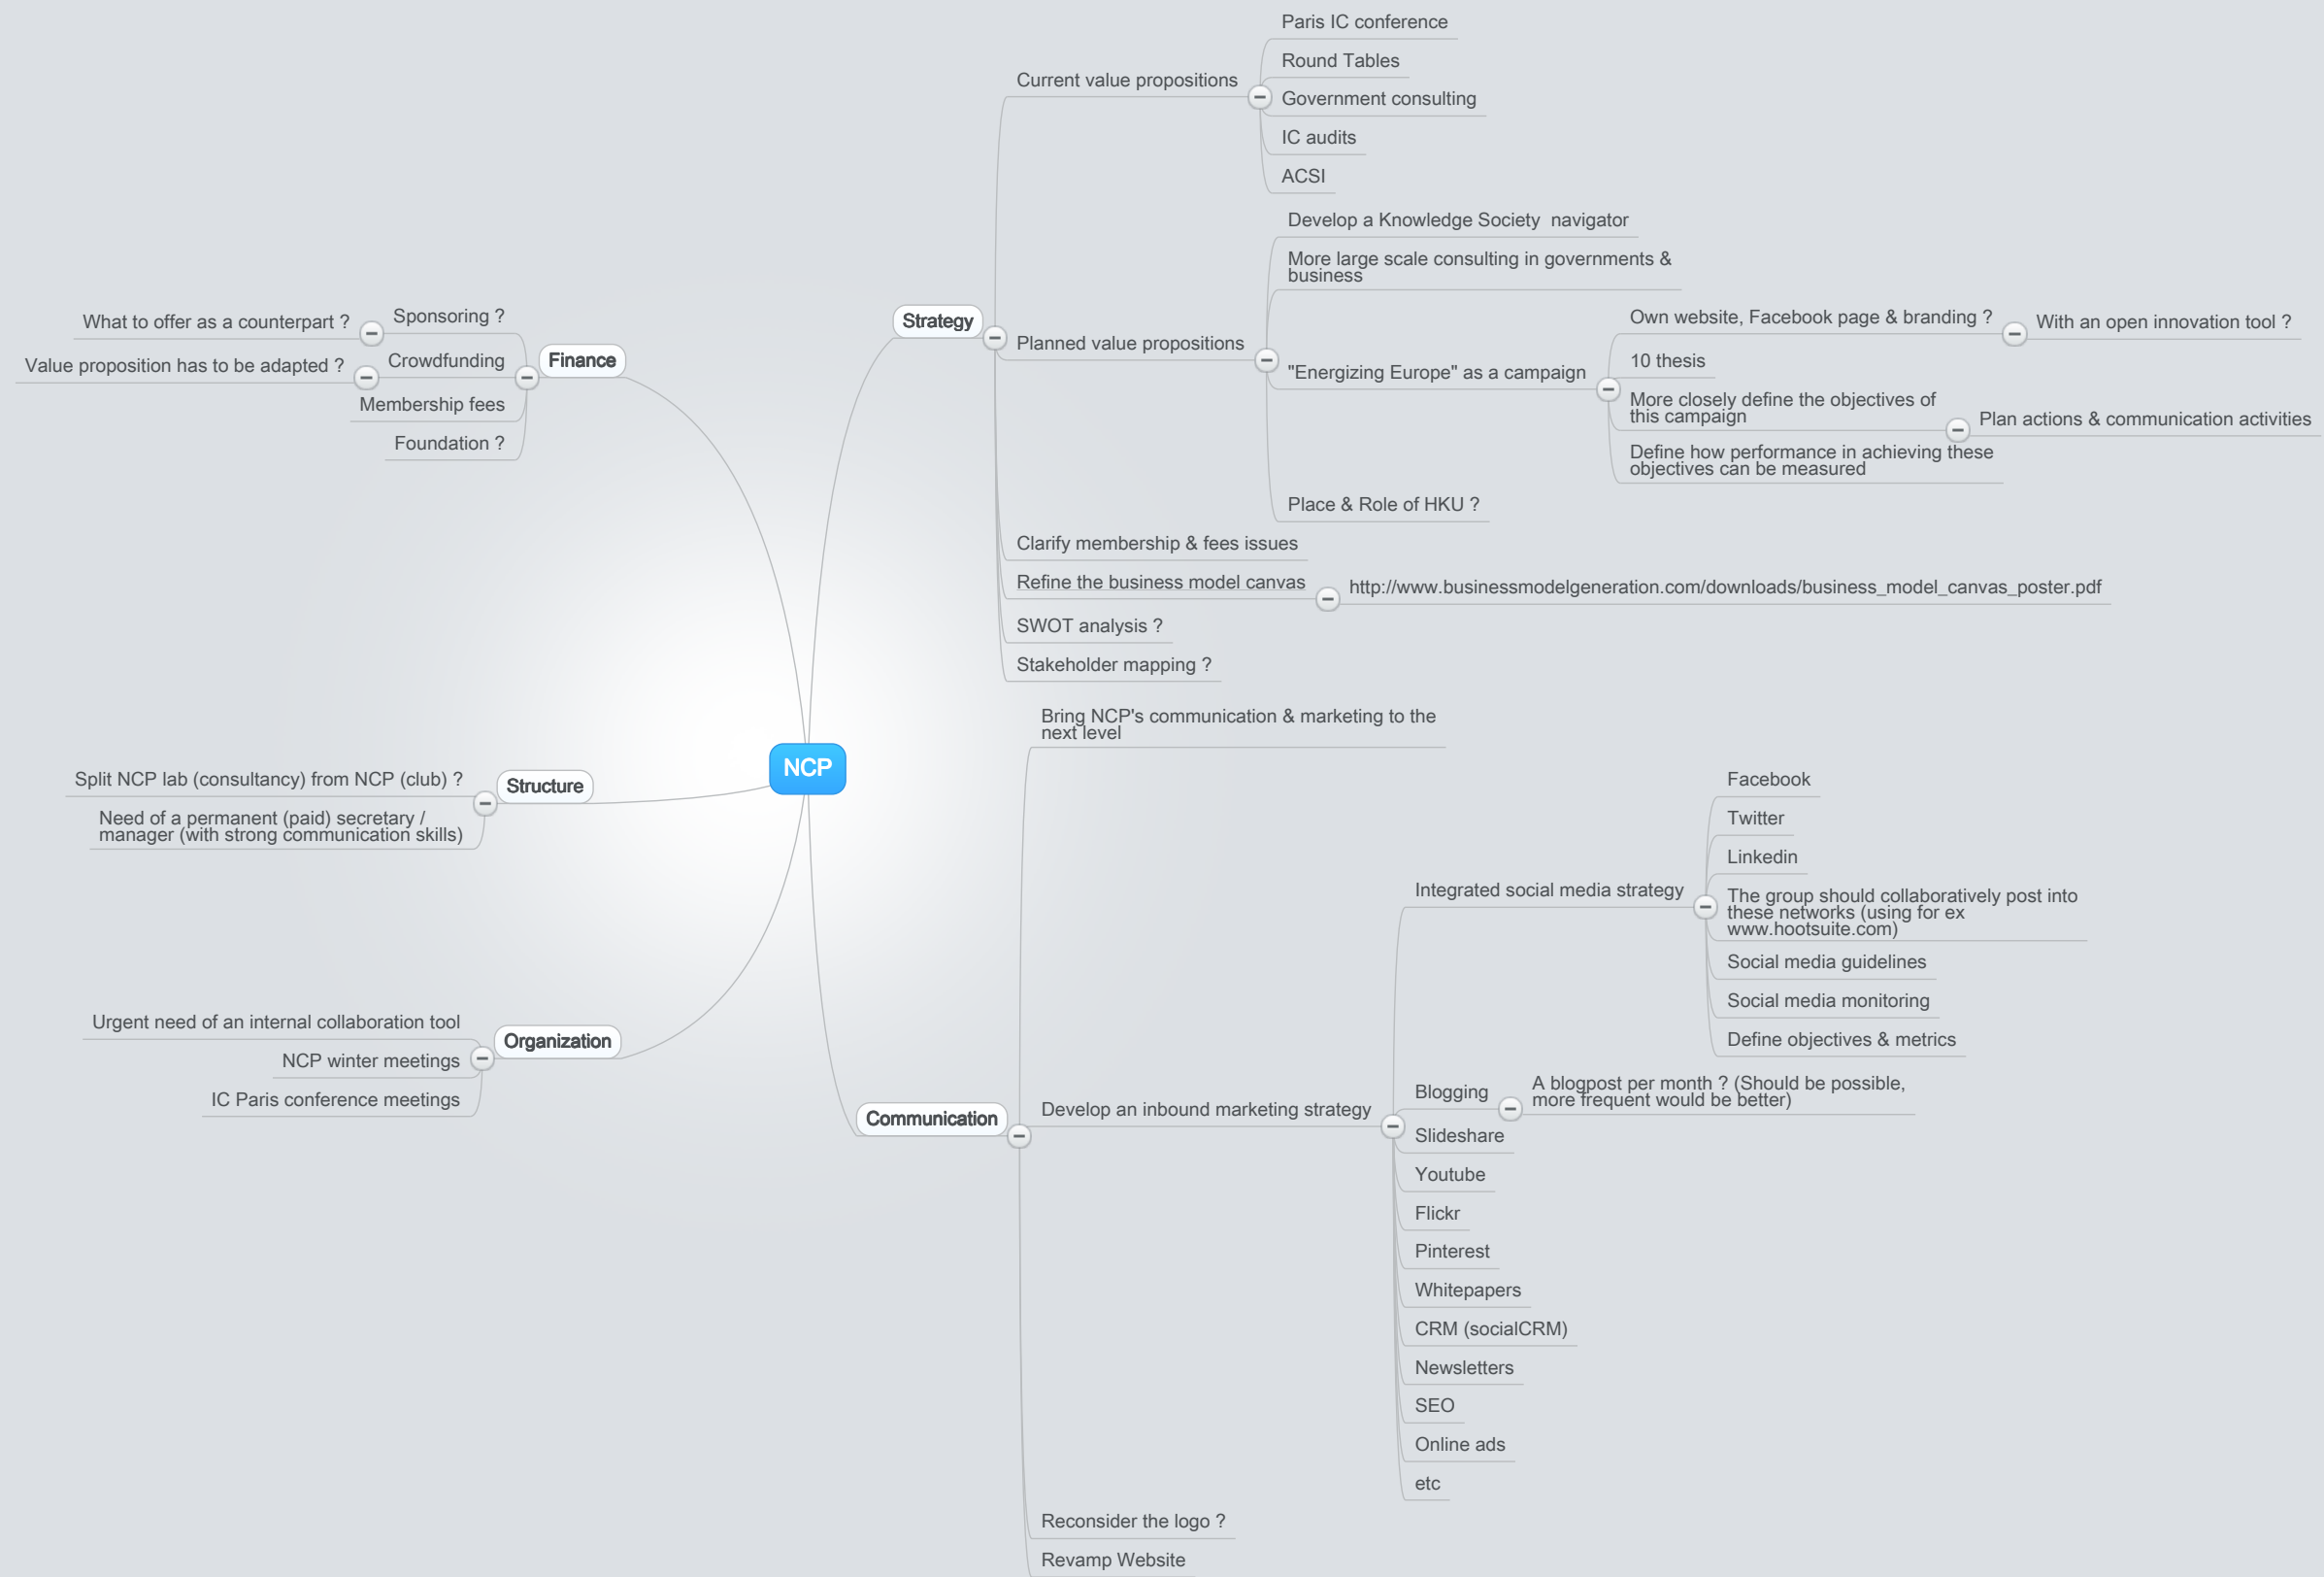 NCP
Strategy
Current value propositions
Paris IC conference
Round Tables
Government consulting
IC audits
ACSI
Planned value propositions
Develop a Knowledge Society  navigator
More large scale consulting in governments &
business
"Energizing Europe" as a campaign
Own website, Facebook page & branding ?
With an open innovation tool ?
10 thesis
More closely define the objectives of
this campaign
Plan actions & communication activities
Define how performance in achieving these
objectives can be measured
Place & Role of HKU ?
Clarify membership & fees issues
Refine the business model canvas
http://www.businessmodelgeneration.com/downloads/business_model_canvas_poster.pdf
SWOT analysis ?
Stakeholder mapping ?
Communication
Bring NCP's communication & marketing to the
next level
Develop an inbound marketing strategy
Integrated social media strategy
Facebook
Twitter
Linkedin
The group should collaboratively post into
these networks (using for ex
www.hootsuite.com)
Social media guidelines
Social media monitoring
Define objectives & metrics
Blogging
A blogpost per month ? (Should be possible,
more frequent would be better)
Slideshare
Youtube
Flickr
Pinterest
Whitepapers
CRM (socialCRM)
Newsletters
SEO
Online ads
etc
Reconsider the logo ?
Revamp Website
Finance
Sponsoring ?
What to offer as a counterpart ?
Crowdfunding
Value proposition has to be adapted ?
Membership fees
Foundation ?
Structure
Split NCP lab (consultancy) from NCP (club) ?
Need of a permanent (paid) secretary /
manager (with strong communication skills)
Organization
Urgent need of an internal collaboration tool
NCP winter meetings
IC Paris conference meetings